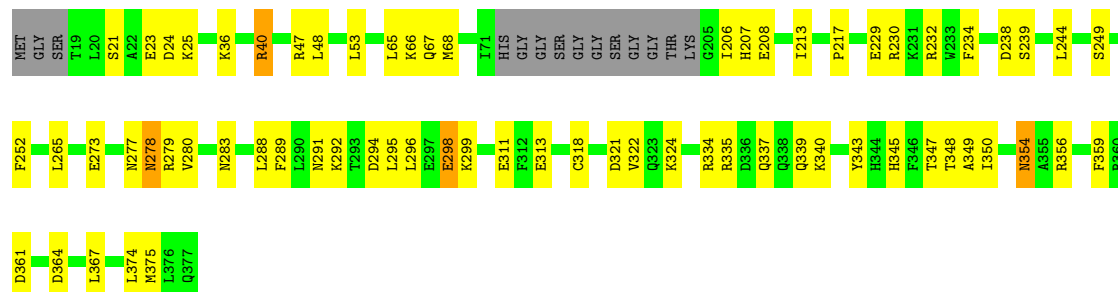 MET GLY SER T19 L20 S21 A22 E23 D24 K25 K36 R40 R47 L48 L53 L65 K66 Q67 M68 I71 HIS GLY GLY SER GLY GLY GLY THR LYS G205 I206 H207 E208 I213 P217 E229 R230 K231 R232 W233 F234 D238 S239 L244 S249
F252 L265 E273 N277 N278 R279 V280 N283 L288 F289 L290 N291 K292 T293 D294 L295 L296 E297 E298 K299 E311 F312 E313 C318 D321 V322 Q323 K324 R334 R335 D336 Q337 Q338 Q339 K340 Y343 H344 H345 F346 T347 T348 A349 I350 N354 A355 R356 F359
D361 D364 L367 L374 M375 L376 Q377